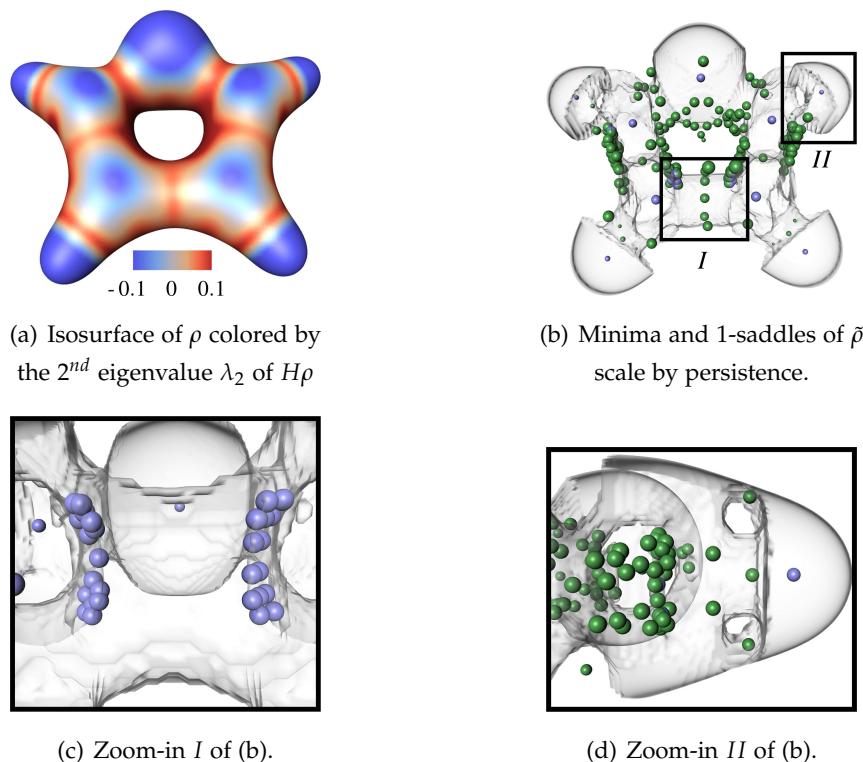 - 0.1 0 0.1
II
I
(a) Isosurface of ρ colored by
the 2nd eigenvalue λ2 of Hρ
(b) Minima and 1-saddles of ρ̃
scale by persistence.
(c) Zoom-in I of (b).
(d) Zoom-in II of (b).